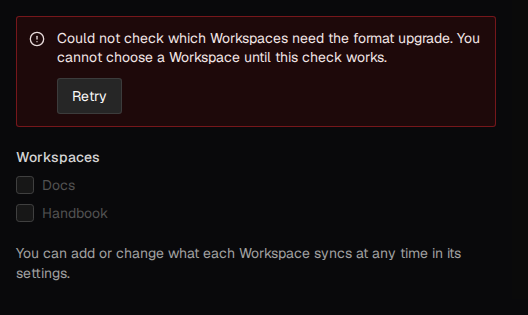 Could not check which Workspaces need the format upgrade. You
cannot choose a Workspace until this check works.
Retry
Workspaces
Docs
Handbook
You can add or change what each Workspace syncs at any time in its
settings.